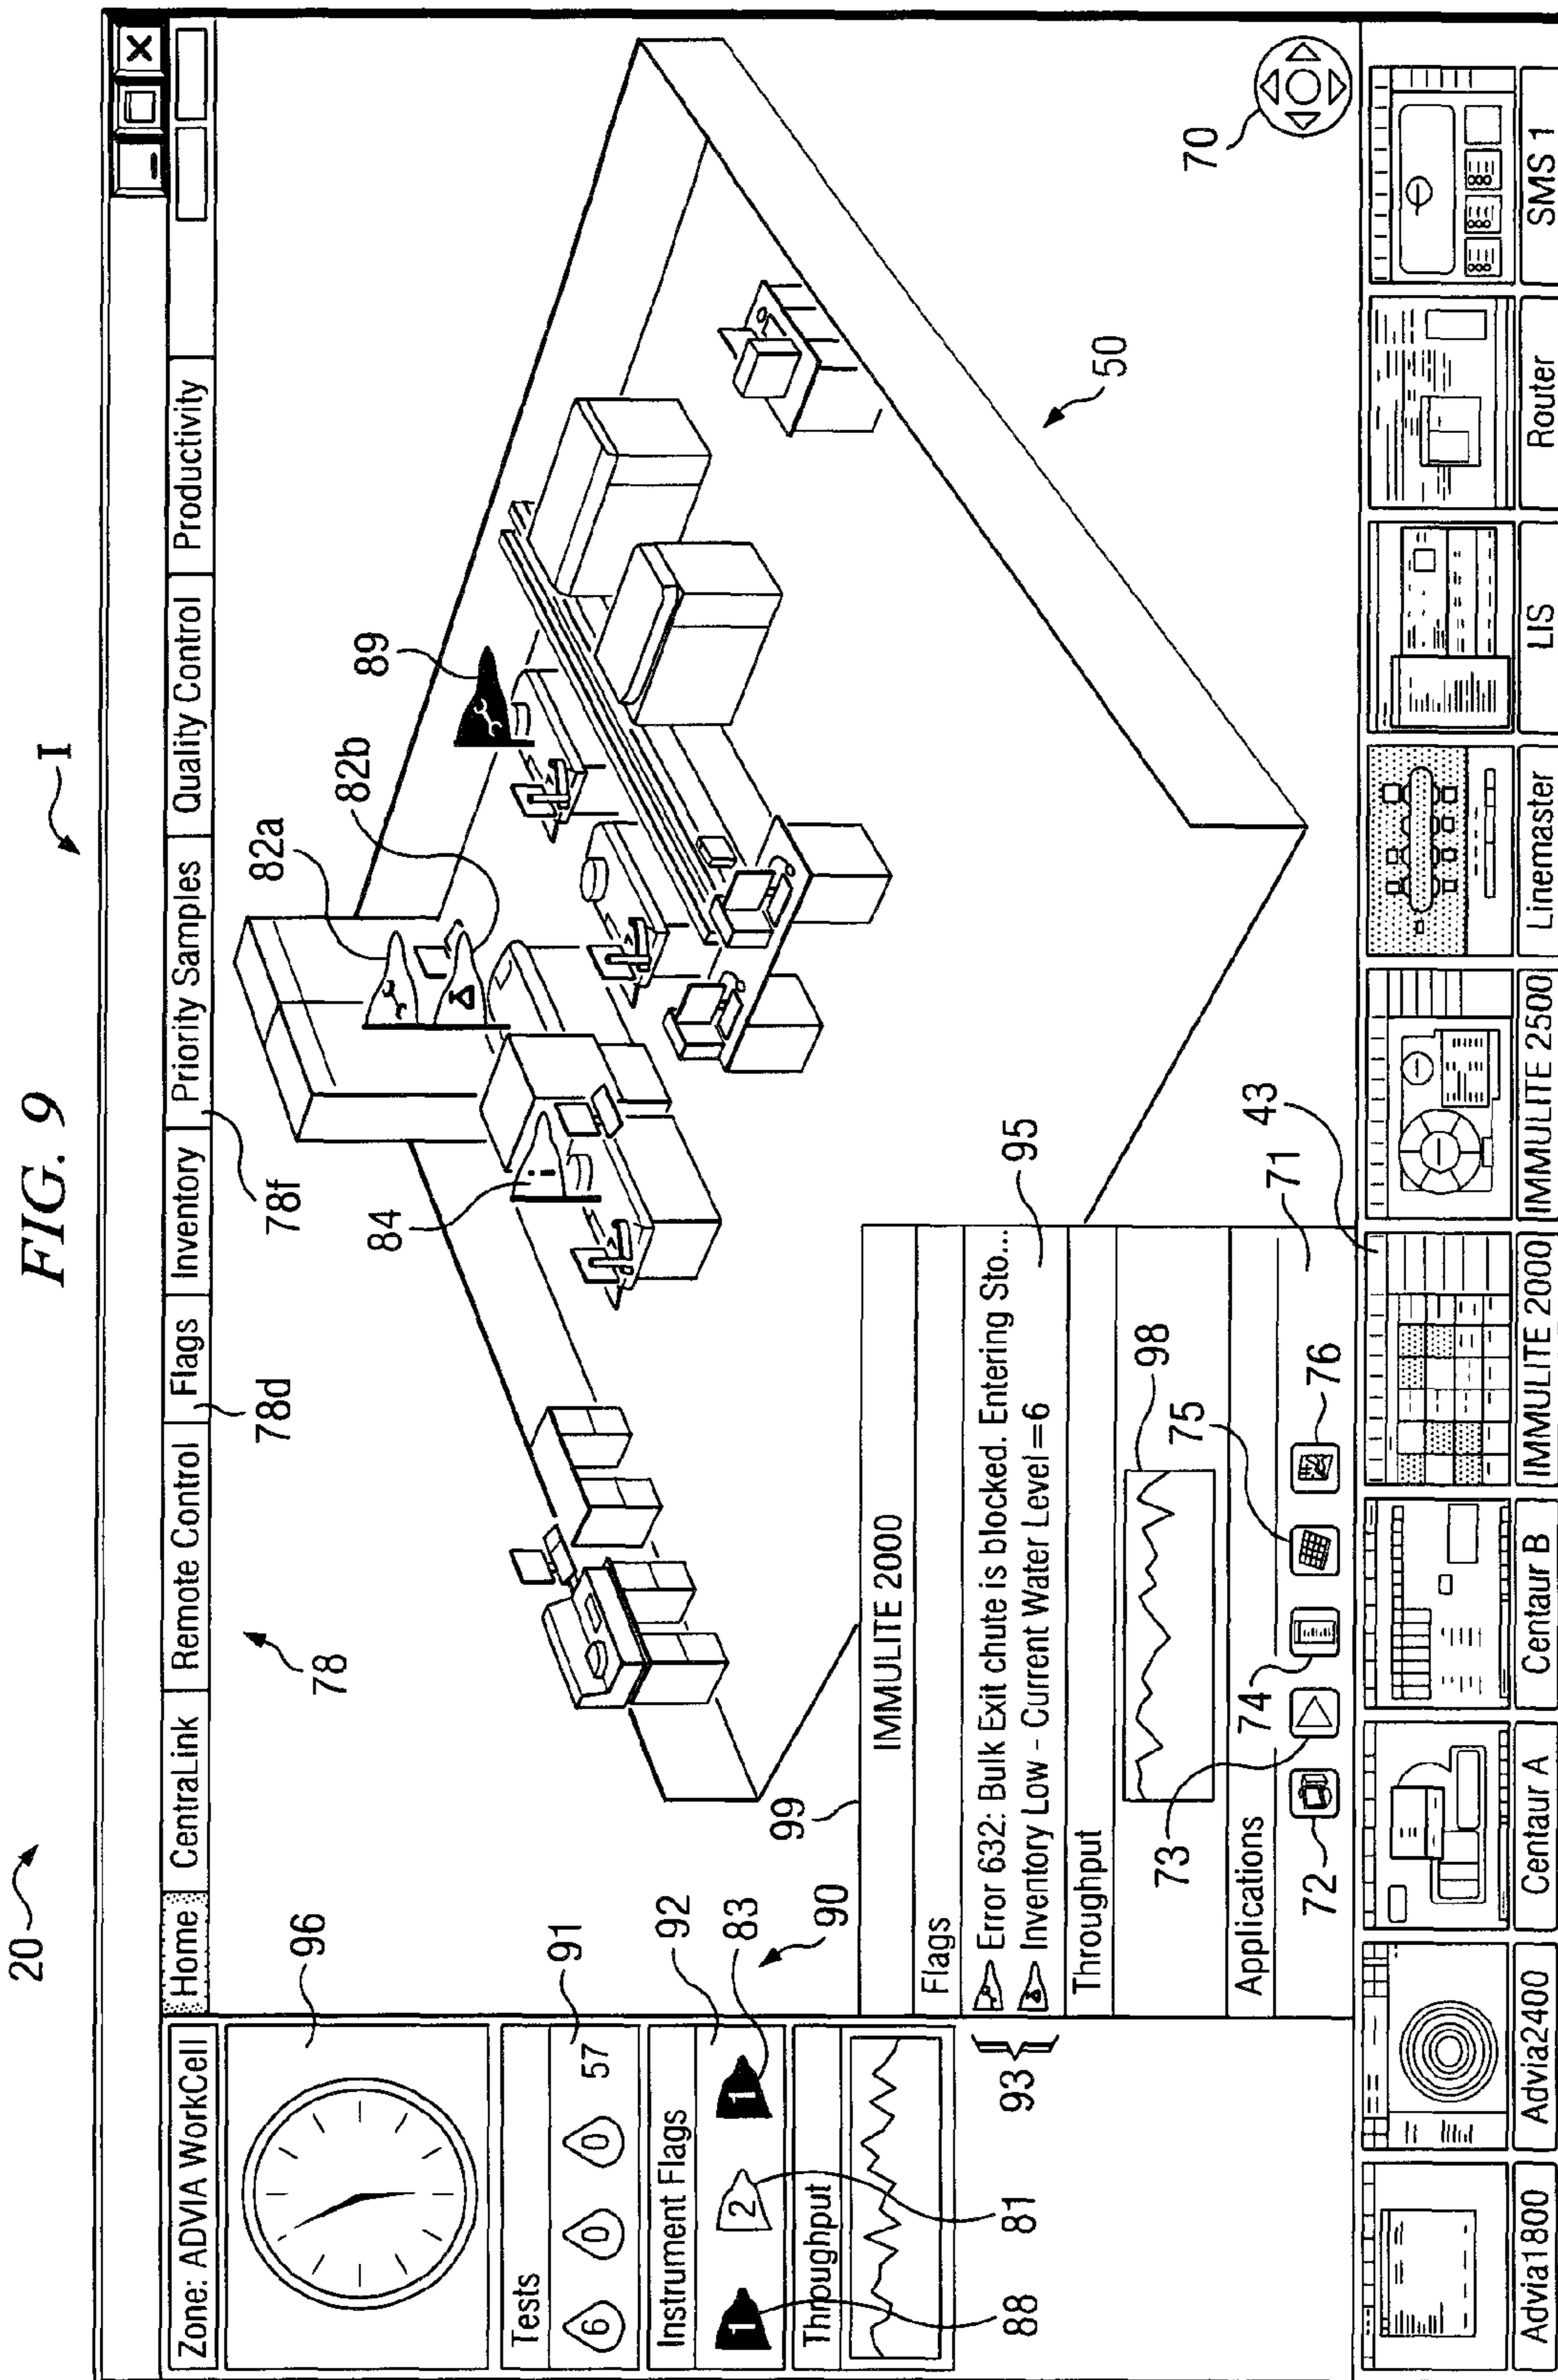 FIG. 9
20
1
Home CentraLink Remote Control Flags Inventory Priority Samples Quality Control Productivity
78
78d
78f
Zone: ADVIA WorkCell
96
Tests
6 0 0 57
91
Instrument Flags
92
1 2 1
88
81
83
90
Throughput
84
82a
82b
89
50
70
99
IMMULITE 2000
Flags
Error 632: Bulk Exit chute is blocked. Entering Sto...
Inventory Low - Current Water Level = 6
93
95
Throughput
98
Applications
72
73
74
75
76
71
43
Advia1800 Advia2400 Centaur A Centaur B IMMULITE 2000 IMMULITE 2500 Linemaster LIS Router SMS 1